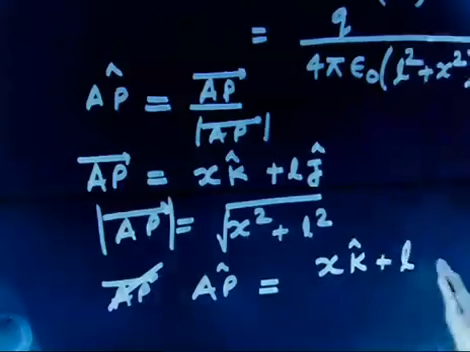 = q / 4πε₀(l² + x²)
AP̂ = AP⃗ / |AP⃗|
AP⃗ = x k̂ + l ĵ
|AP⃗| = √(x² + l²)
AP̂ = x k̂ + l